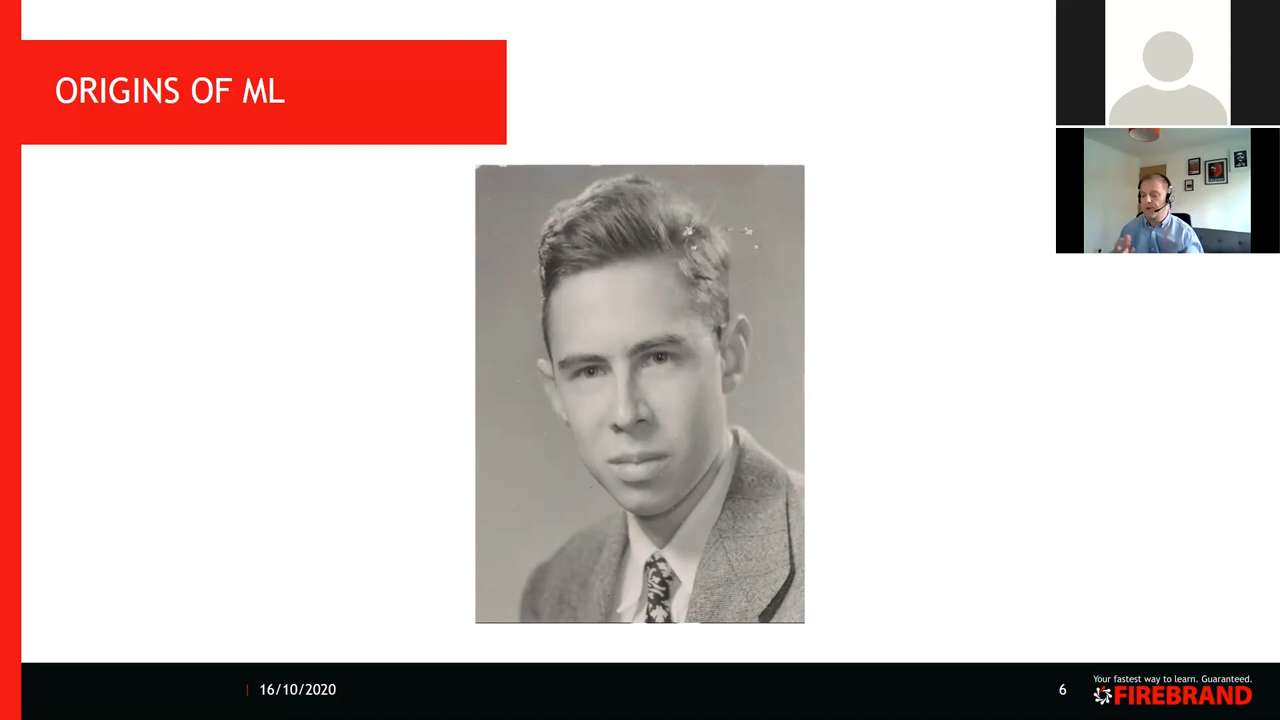 ORIGINS OF ML
16/10/2020
6
Your fastest way to learn. Guaranteed.
FIREBRAND